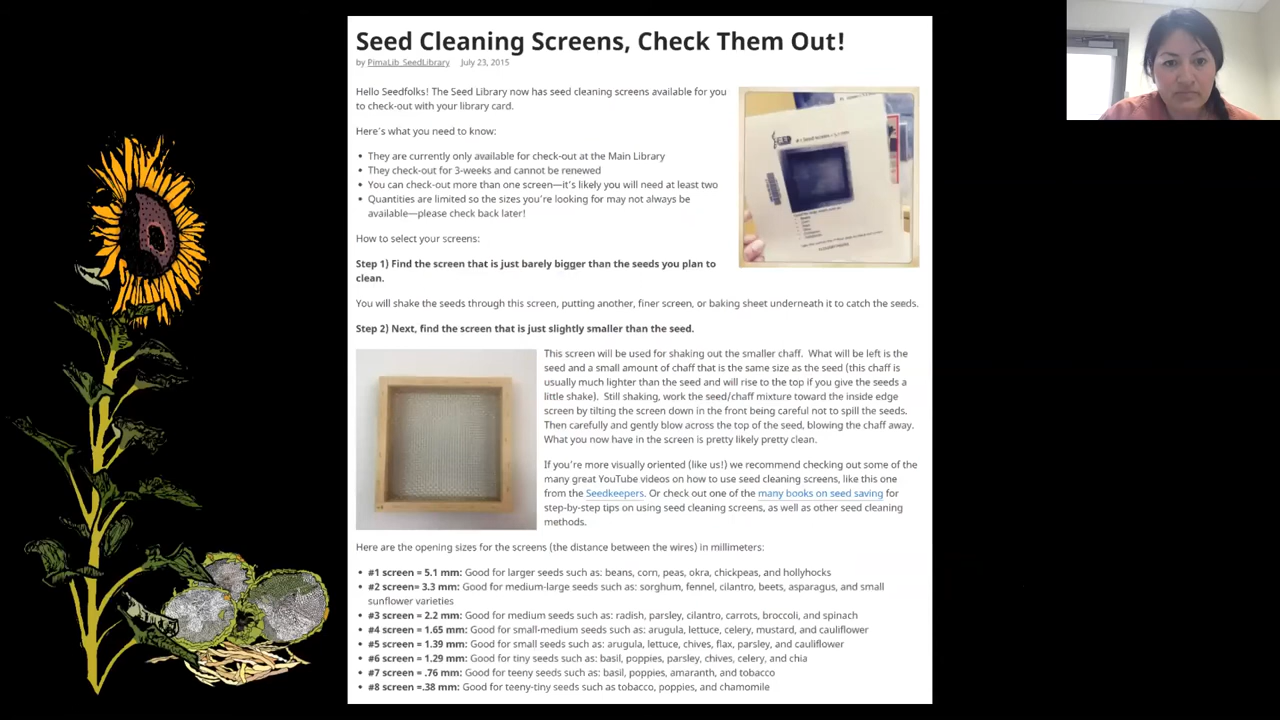 Seed Cleaning Screens, Check Them Out!
by PimaLib_SeedLibrary July 23, 2015
Hello Seedfolks! The Seed Library now has seed cleaning screens available for you
to check-out with your library card.
Here's what you need to know:
• They are currently only available for check-out at the Main Library
• They check-out for 3-weeks and cannot be renewed
• You can check-out more than one screen—it's likely you will need at least two
• Quantities are limited so the sizes you're looking for may not always be
available—please check back later!
How to select your screens:
Step 1) Find the screen that is just barely bigger than the seeds you plan to
clean.
You will shake the seeds through this screen, putting another, finer screen, or baking sheet underneath it to catch the seeds.
Step 2) Next, find the screen that is just slightly smaller than the seed.
This screen will be used for shaking out the smaller chaff. What will be left is the
seed and a small amount of chaff that is the same size as the seed (this chaff is
usually much lighter than the seed and will rise to the top if you give the seeds a
little shake). Still shaking, work the seed/chaff mixture toward the inside edge
screen by tilting the screen down in the front being careful not to spill the seeds.
Then carefully and gently blow across the top of the seed, blowing the chaff away.
What you now have in the screen is pretty likely pretty clean.
If you're more visually oriented (like us!) we recommend checking out some of the
many great YouTube videos on how to use seed cleaning screens, like this one
from the Seedkeepers. Or check out one of the many books on seed saving for
step-by-step tips on using seed cleaning screens, as well as other seed cleaning
methods.
Here are the opening sizes for the screens (the distance between the wires) in millimeters:
• #1 screen = 5.1 mm: Good for larger seeds such as: beans, corn, peas, okra, chickpeas, and hollyhocks
• #2 screen= 3.3 mm: Good for medium-large seeds such as: sorghum, fennel, cilantro, beets, asparagus, and small
sunflower varieties
• #3 screen = 2.2 mm: Good for medium seeds such as: radish, parsley, cilantro, carrots, broccoli, and spinach
• #4 screen = 1.65 mm: Good for small-medium seeds such as: arugula, lettuce, celery, mustard, and cauliflower
• #5 screen = 1.39 mm: Good for small seeds such as: arugula, lettuce, chives, flax, parsley, and cauliflower
• #6 screen = 1.29 mm: Good for tiny seeds such as: basil, poppies, parsley, chives, celery, and chia
• #7 screen = .76 mm: Good for teeny seeds such as: basil, poppies, amaranth, and tobacco
• #8 screen =.38 mm: Good for teeny-tiny seeds such as tobacco, poppies, and chamomile